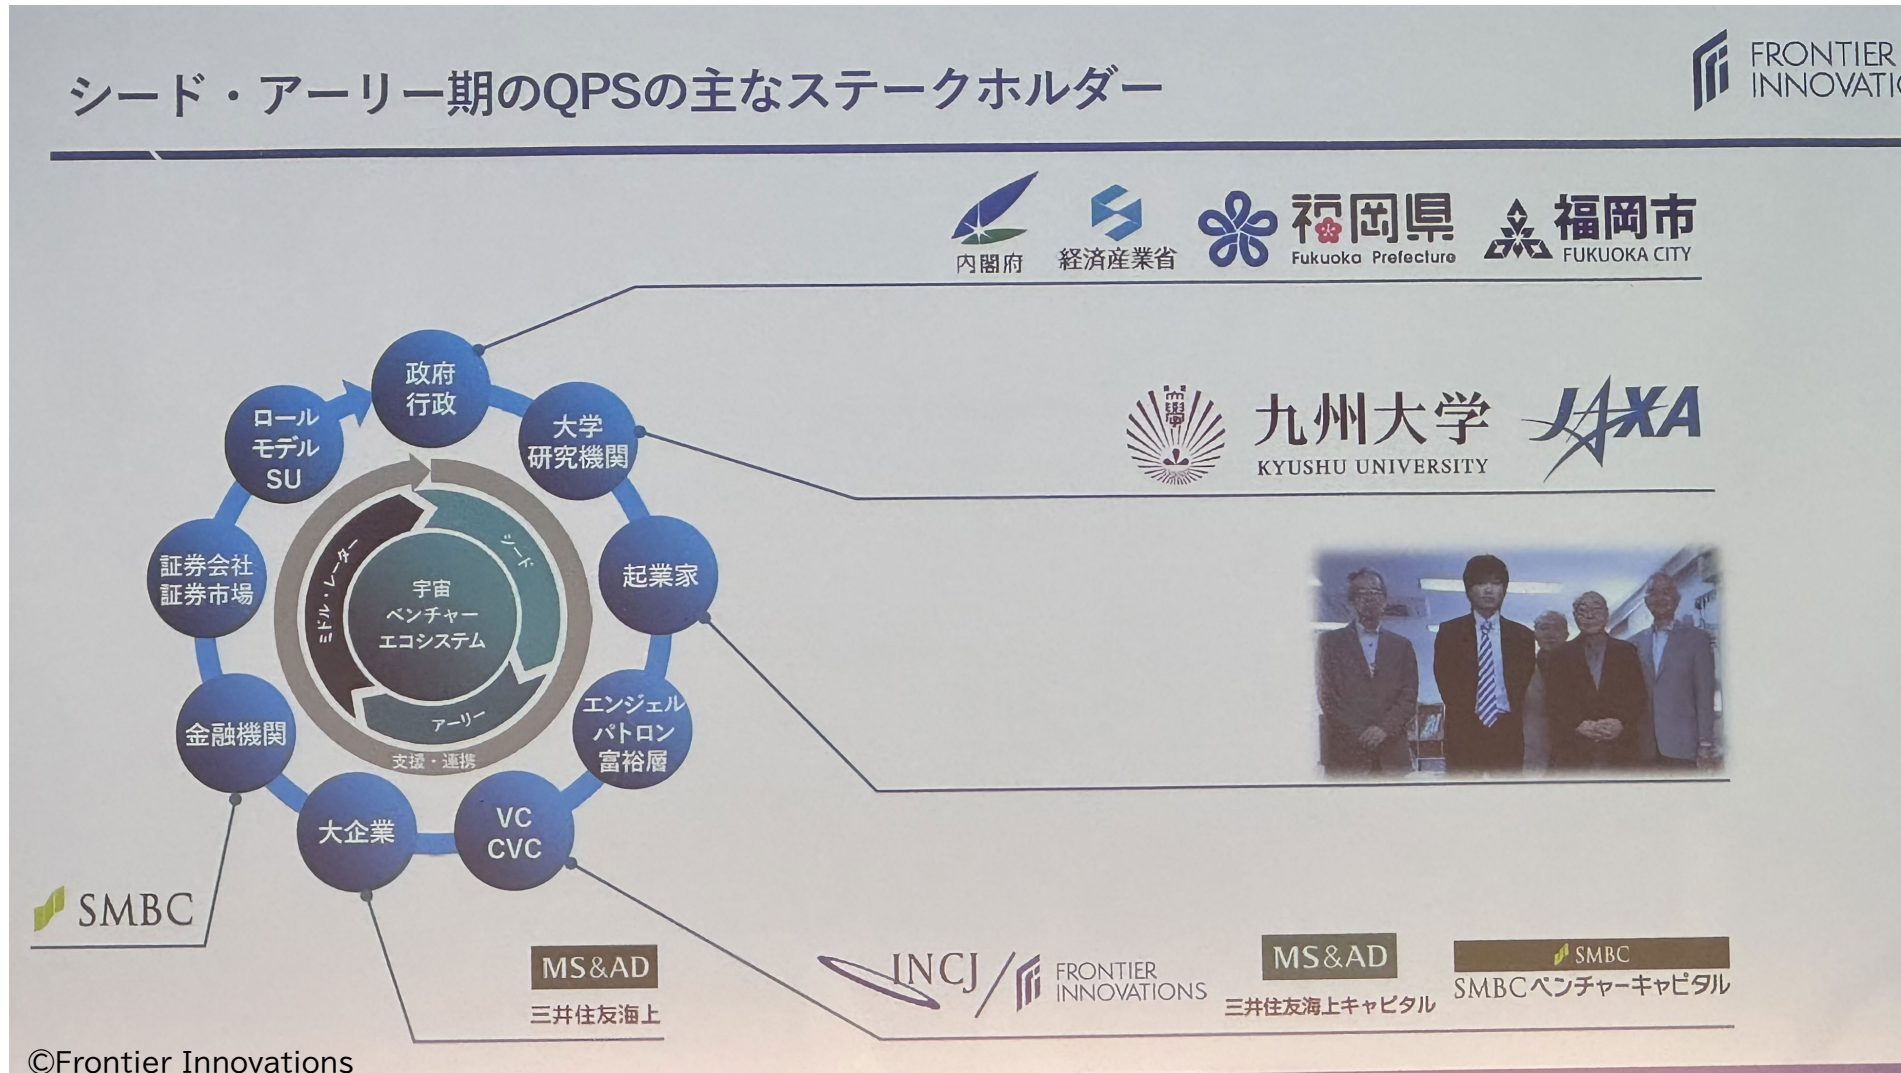 シード・アーリー期のQPSの主なステークホルダー
FRONTIER
内閣府
経済産業省
福岡県
Fukuoka Prefecture
福岡市
FUKUOKA CITY
政府
行政
大学
研究機関
九州大学
KYUSHU UNIVERSITY
JAXA
起業家
エンジェル
パトロン
富裕層
VC
CVC
大企業
金融機関
証券会社
証券市場
ロール
モデル
SU
シード
アーリー
ミドル・レーター
支援・連携
宇宙
ベンチャー
エコシステム
SMBC
MS&AD
三井住友海上
INCJ
FRONTIER
INNOVATIONS
MS&AD
三井住友海上キャピタル
SMBC
SMBCベンチャーキャピタル
©Frontier Innovations